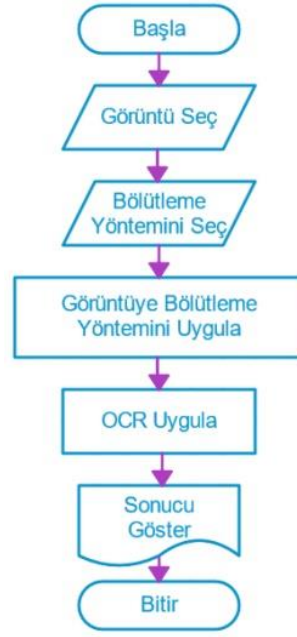 Başla
Görüntü Seç
Bölütleme
Yöntemini Seç
Görüntüye Bölütleme
Yöntemini Uygula
OCR Uygula
Sonucu
Göster
Bitir